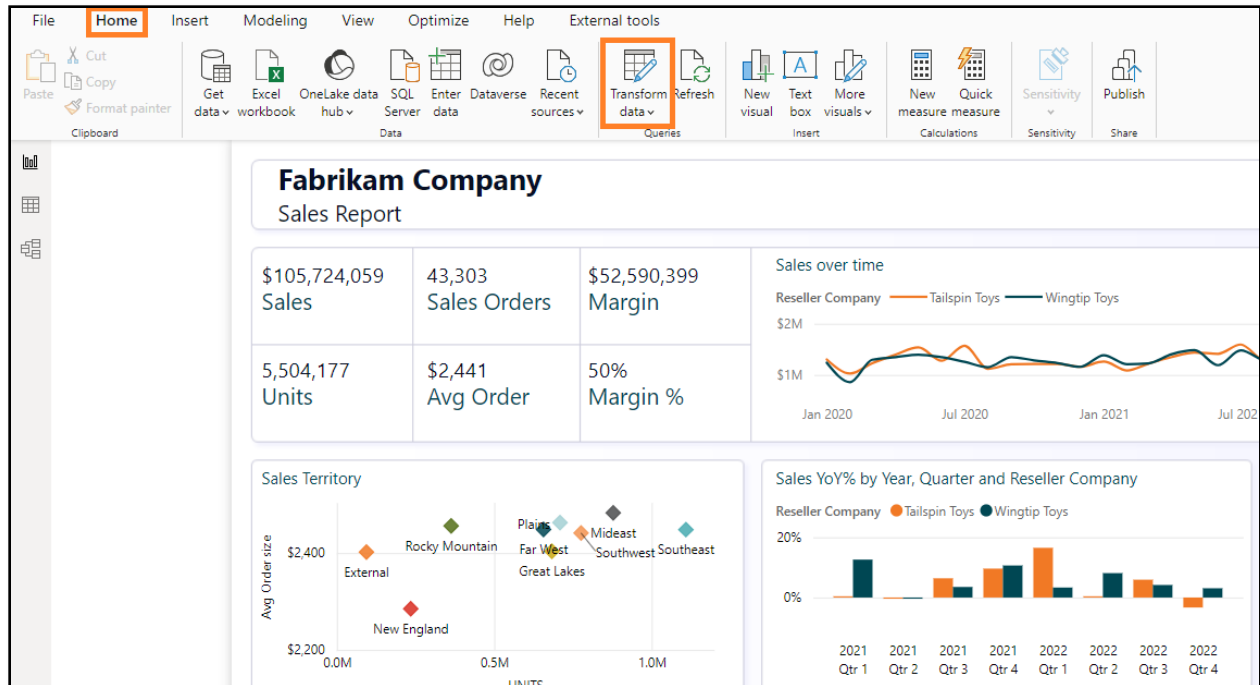 File Home Insert Modeling View Optimize Help External tools
Paste
Cut
Copy
Format painter
Clipboard
Get data
Excel workbook
OneLake data hub
SQL Server
Enter data
Dataverse
Recent sources
Data
Transform data
Refresh
Queries
New visual
Text box
More visuals
Insert
New measure
Quick measure
Calculations
Sensitivity
Sensitivity
Publish
Share
Fabrikam Company
Sales Report
$105,724,059
Sales
43,303
Sales Orders
$52,590,399
Margin
5,504,177
Units
$2,441
Avg Order
50%
Margin %
Sales over time
Reseller Company Tailspin Toys Wingtip Toys
$2M
$1M
Jan 2020 Jul 2020 Jan 2021 Jul 202
Sales Territory
Avg Order size
$2,400
$2,200
Plains
Mideast
Rocky Mountain
Far West
Southwest
Southeast
External
Great Lakes
New England
0.0M 0.5M 1.0M
UNITS
Sales YoY% by Year, Quarter and Reseller Company
Reseller Company Tailspin Toys Wingtip Toys
20%
0%
2021 2021 2021 2021 2022 2022 2022 2022
Qtr 1 Qtr 2 Qtr 3 Qtr 4 Qtr 1 Qtr 2 Qtr 3 Qtr 4